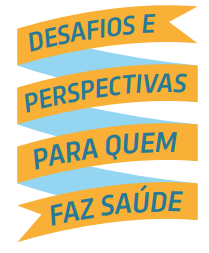 DESAFIOS E
PERSPECTIVAS
PARA QUEM
FAZ SAÚDE